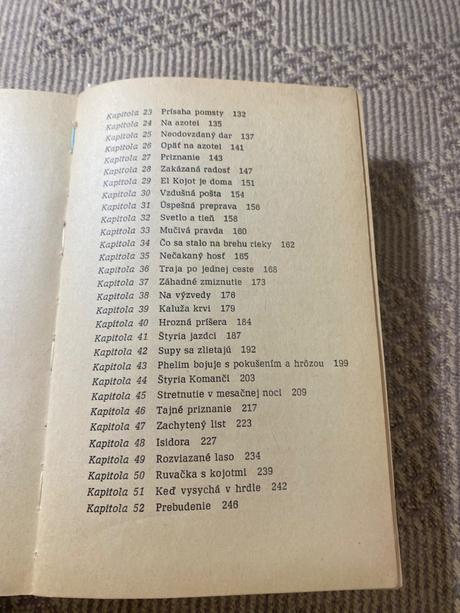 Kapitola 23 Prísaha pomsty 132
Kapitola 24 Na azotei 135
Kapitola 25 Neodovzdaný dar 137
Kapitola 26 Opäť na azotei 141
Kapitola 27 Priznanie 143
Kapitola 28 Zakázaná radosť 147
Kapitola 29 El Kojot je doma 151
Kapitola 30 Vzdušná pošta 154
Kapitola 31 Úspešná preprava 156
Kapitola 32 Svetlo a tieň 158
Kapitola 33 Mučivá pravda 160
Kapitola 34 Čo sa stalo na brehu rieky 162
Kapitola 35 Nečakaný hosť 165
Kapitola 36 Traja po jednej ceste 168
Kapitola 37 Záhadné zmiznutie 173
Kapitola 38 Na výzvedy 176
Kapitola 39 Kaluža krvi 179
Kapitola 40 Hrozná príšera 184
Kapitola 41 Štyria jazdci 187
Kapitola 42 Supy sa zlietajú 192
Kapitola 43 Phelim bojuje s pokušením a hrôzou 199
Kapitola 44 Štyria Komanči 203
Kapitola 45 Stretnutie v mesačnej noci 209
Kapitola 46 Tajné priznanie 217
Kapitola 47 Zachytený list 223
Kapitola 48 Isidora 227
Kapitola 49 Rozviazané laso 234
Kapitola 50 Ruvačka s kojotmi 239
Kapitola 51 Keď vysychá v hrdle 242
Kapitola 52 Prebudenie 246